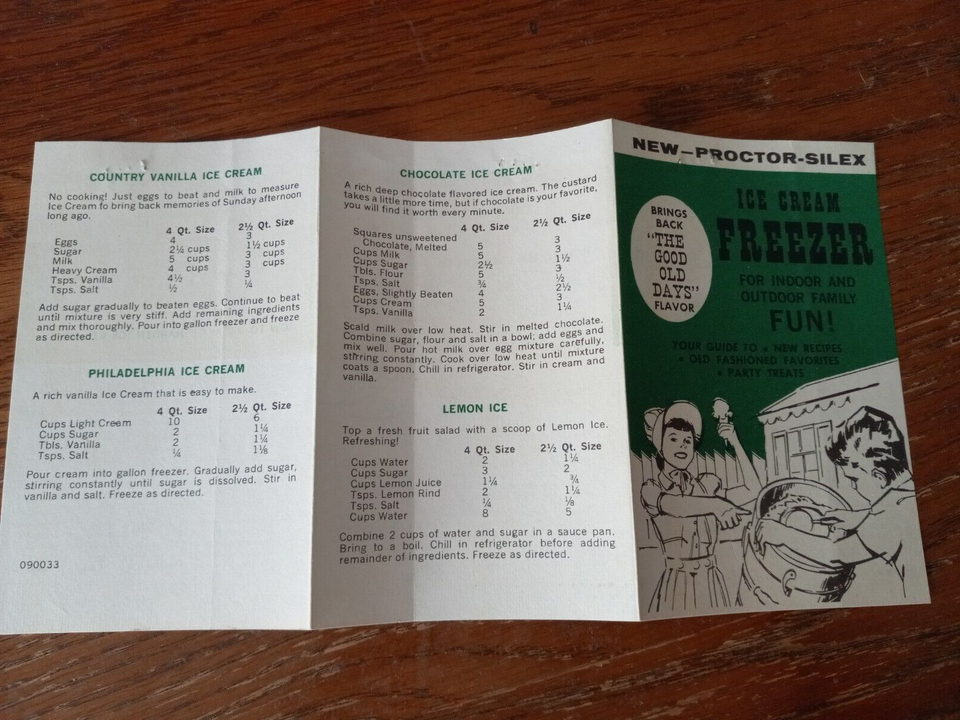 COUNTRY VANILLA ICE CREAM
No cooking! Just eggs to beat and milk to measure
Ice Cream fo bring back memories of Sunday afternoon
long ago.
4 Qt. Size 2½ Qt. Size
Eggs 4 3
Sugar 2¼ cups 1½ cups
Milk 5 cups 3 cups
Heavy Cream 4 cups 3 cups
Tsps. Vanilla 4½ 3
Tsps. Salt ½ ¼
Add sugar gradually to beaten eggs. Continue to beat
until mixture is very stiff. Add remaining ingredients
and mix thoroughly. Pour into gallon freezer and freeze
as directed.
PHILADELPHIA ICE CREAM
A rich vanilla Ice Cream that is easy to make.
4 Qt. Size 2½ Qt. Size
Cups Light Cream 10 6
Cups Sugar 2 1¼
Tbls. Vanilla 2 1¼
Tsps. Salt ¼ 1⅛
Pour cream into gallon freezer. Gradually add sugar,
stirring constantly until sugar is dissolved. Stir in
vanilla and salt. Freeze as directed.
090033
CHOCOLATE ICE CREAM
A rich deep chocolate flavored ice cream. The custard
takes a little more time, but if chocolate is your favorite,
you will find it worth every minute.
4 Qt. Size 2½ Qt. Size
Squares unsweetened
Chocolate, Melted 5 3
Cups Milk 5 3
Cups Sugar 2½ 1½
Tbls. Flour 5 3
Tsps. Salt ¾ ½
Eggs, Slightly Beaten 4 2½
Cups Cream 5 3
Tsps. Vanilla 2 1¼
Scald milk over low heat. Stir in melted chocolate.
Combine sugar, flour and salt in a bowl; add eggs and
mix well. Pour hot milk over egg mixture carefully,
stirring constantly. Cook over low heat until mixture
coats a spoon. Chill in refrigerator. Stir in cream and
vanilla.
LEMON ICE
Top a fresh fruit salad with a scoop of Lemon Ice.
Refreshing!
4 Qt. Size 2½ Qt. Size
Cups Water 2 1¼
Cups Sugar 3 2
Cups Lemon Juice 1¼ ¾
Tsps. Lemon Rind 2 1¼
Tsps. Salt ¼ ⅛
Cups Water 8 5
Combine 2 cups of water and sugar in a sauce pan.
Bring to a boil. Chill in refrigerator before adding
remainder of ingredients. Freeze as directed.
NEW—PROCTOR-SILEX
ICE CREAM
FREEZER
BRINGS
BACK
"THE
GOOD
OLD
DAYS"
FLAVOR
FOR INDOOR AND
OUTDOOR FAMILY
FUN!
YOUR GUIDE TO • NEW RECIPES
• OLD FASHIONED FAVORITES
• PARTY TREATS